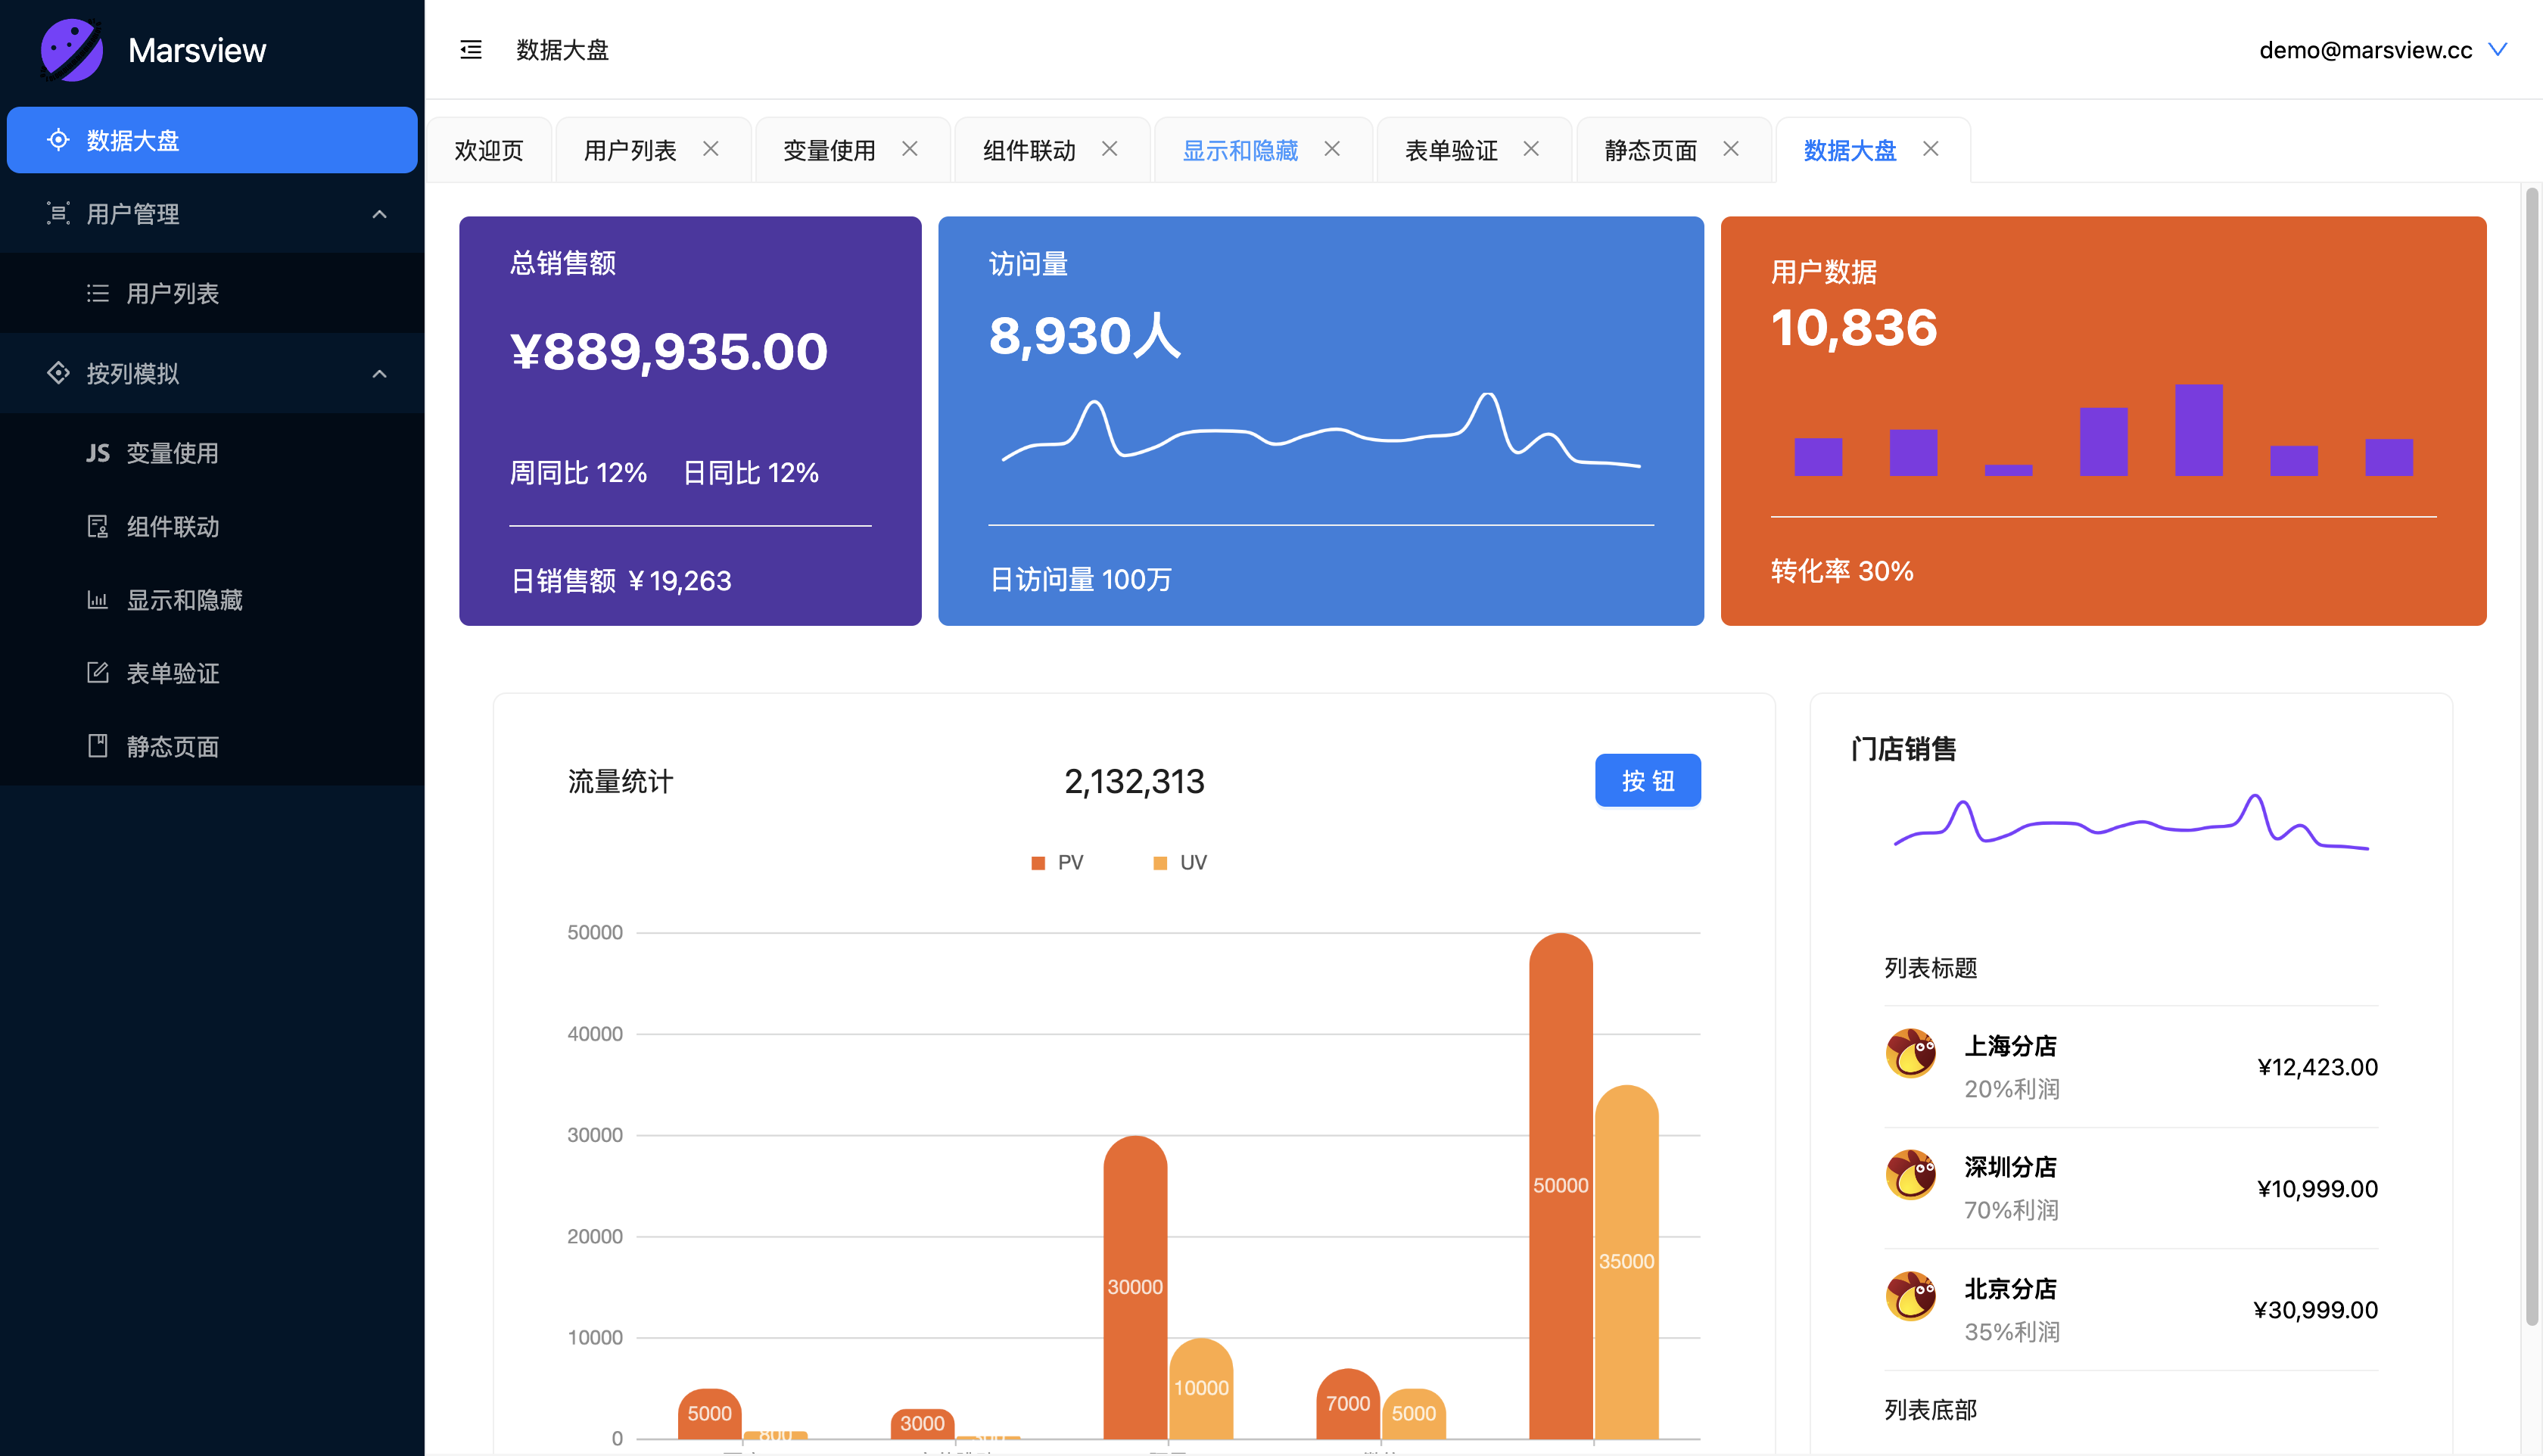 Marsview
数据大盘
用户管理
用户列表
按列模拟
JS 变量使用
组件联动
显示和隐藏
表单验证
静态页面
数据大盘
demo@marsview.cc
欢迎页 用户列表 变量使用 组件联动 显示和隐藏 表单验证 静态页面 数据大盘
总销售额
¥889,935.00
周同比 12% 日同比 12%
日销售额 ￥19,263
访问量
8,930人
日访问量 100万
用户数据
10,836
转化率 30%
流量统计 2,132,313 按 钮
PV UV
50000
40000
30000
20000
10000
0
5000
800
3000
30000
10000
7000
5000
50000
35000
门店销售
列表标题
上海分店
20%利润
¥12,423.00
深圳分店
70%利润
¥10,999.00
北京分店
35%利润
¥30,999.00
列表底部